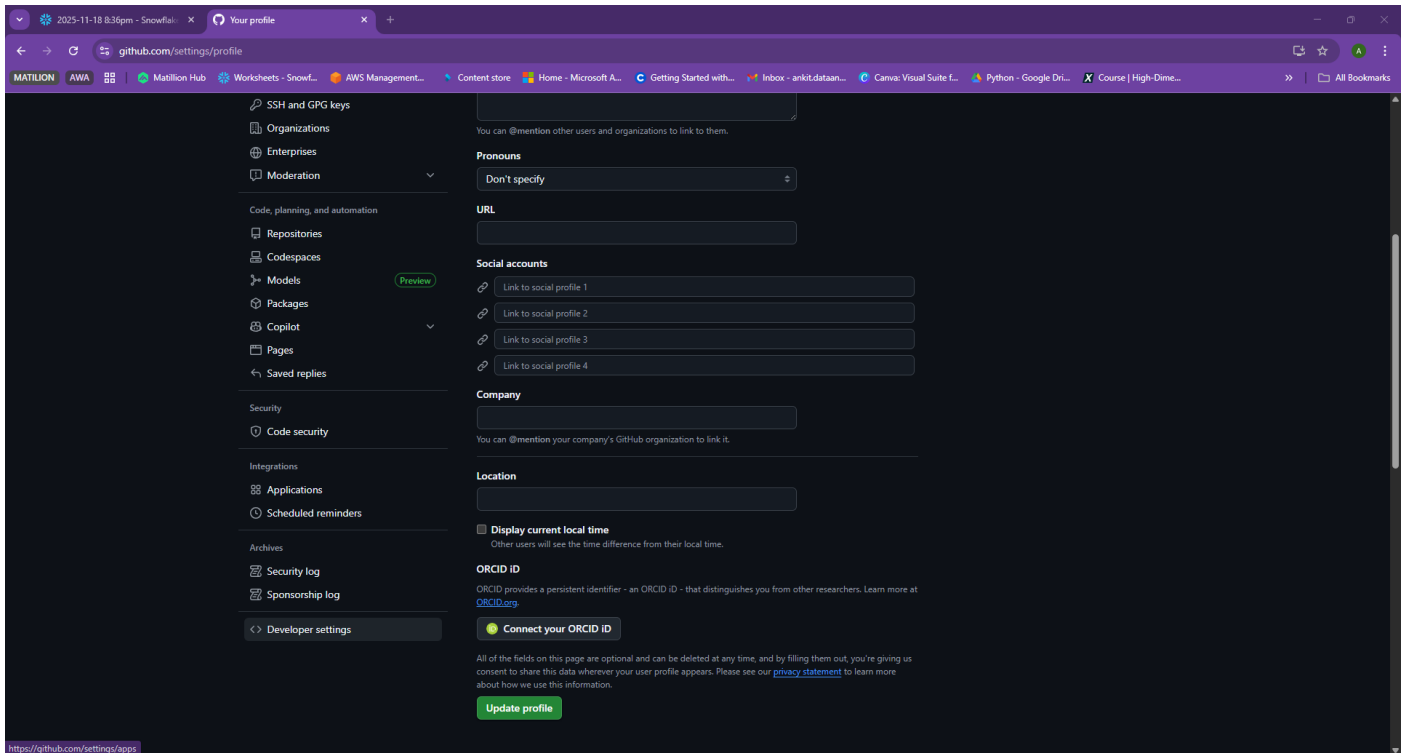 2025-11-18 8:36pm - Snowflak
Your profile
github.com/settings/profile
A
MATILION
AWA
Matillion Hub
Worksheets - Snowf...
AWS Management...
Content store
Home - Microsoft A...
Getting Started with...
Inbox - ankit.dataan...
Canva: Visual Suite f...
Python - Google Dri...
Course | High-Dime...
All Bookmarks
SSH and GPG keys
Organizations
Enterprises
Moderation
Code, planning, and automation
Repositories
Codespaces
Models
Preview
Packages
Copilot
Pages
Saved replies
Security
Code security
Integrations
Applications
Scheduled reminders
Archives
Security log
Sponsorship log
Developer settings
You can @mention other users and organizations to link to them.
Pronouns
Don't specify
URL
Social accounts
Link to social profile 1
Link to social profile 2
Link to social profile 3
Link to social profile 4
Company
You can @mention your company's GitHub organization to link it.
Location
Display current local time
Other users will see the time difference from their local time.
ORCID iD
ORCID provides a persistent identifier - an ORCID iD - that distinguishes you from other researchers. Learn more at
ORCID.org.
Connect your ORCID iD
All of the fields on this page are optional and can be deleted at any time, and by filling them out, you're giving us
consent to share this data wherever your user profile appears. Please see our privacy statement to learn more
about how we use this information.
Update profile
https://github.com/settings/apps